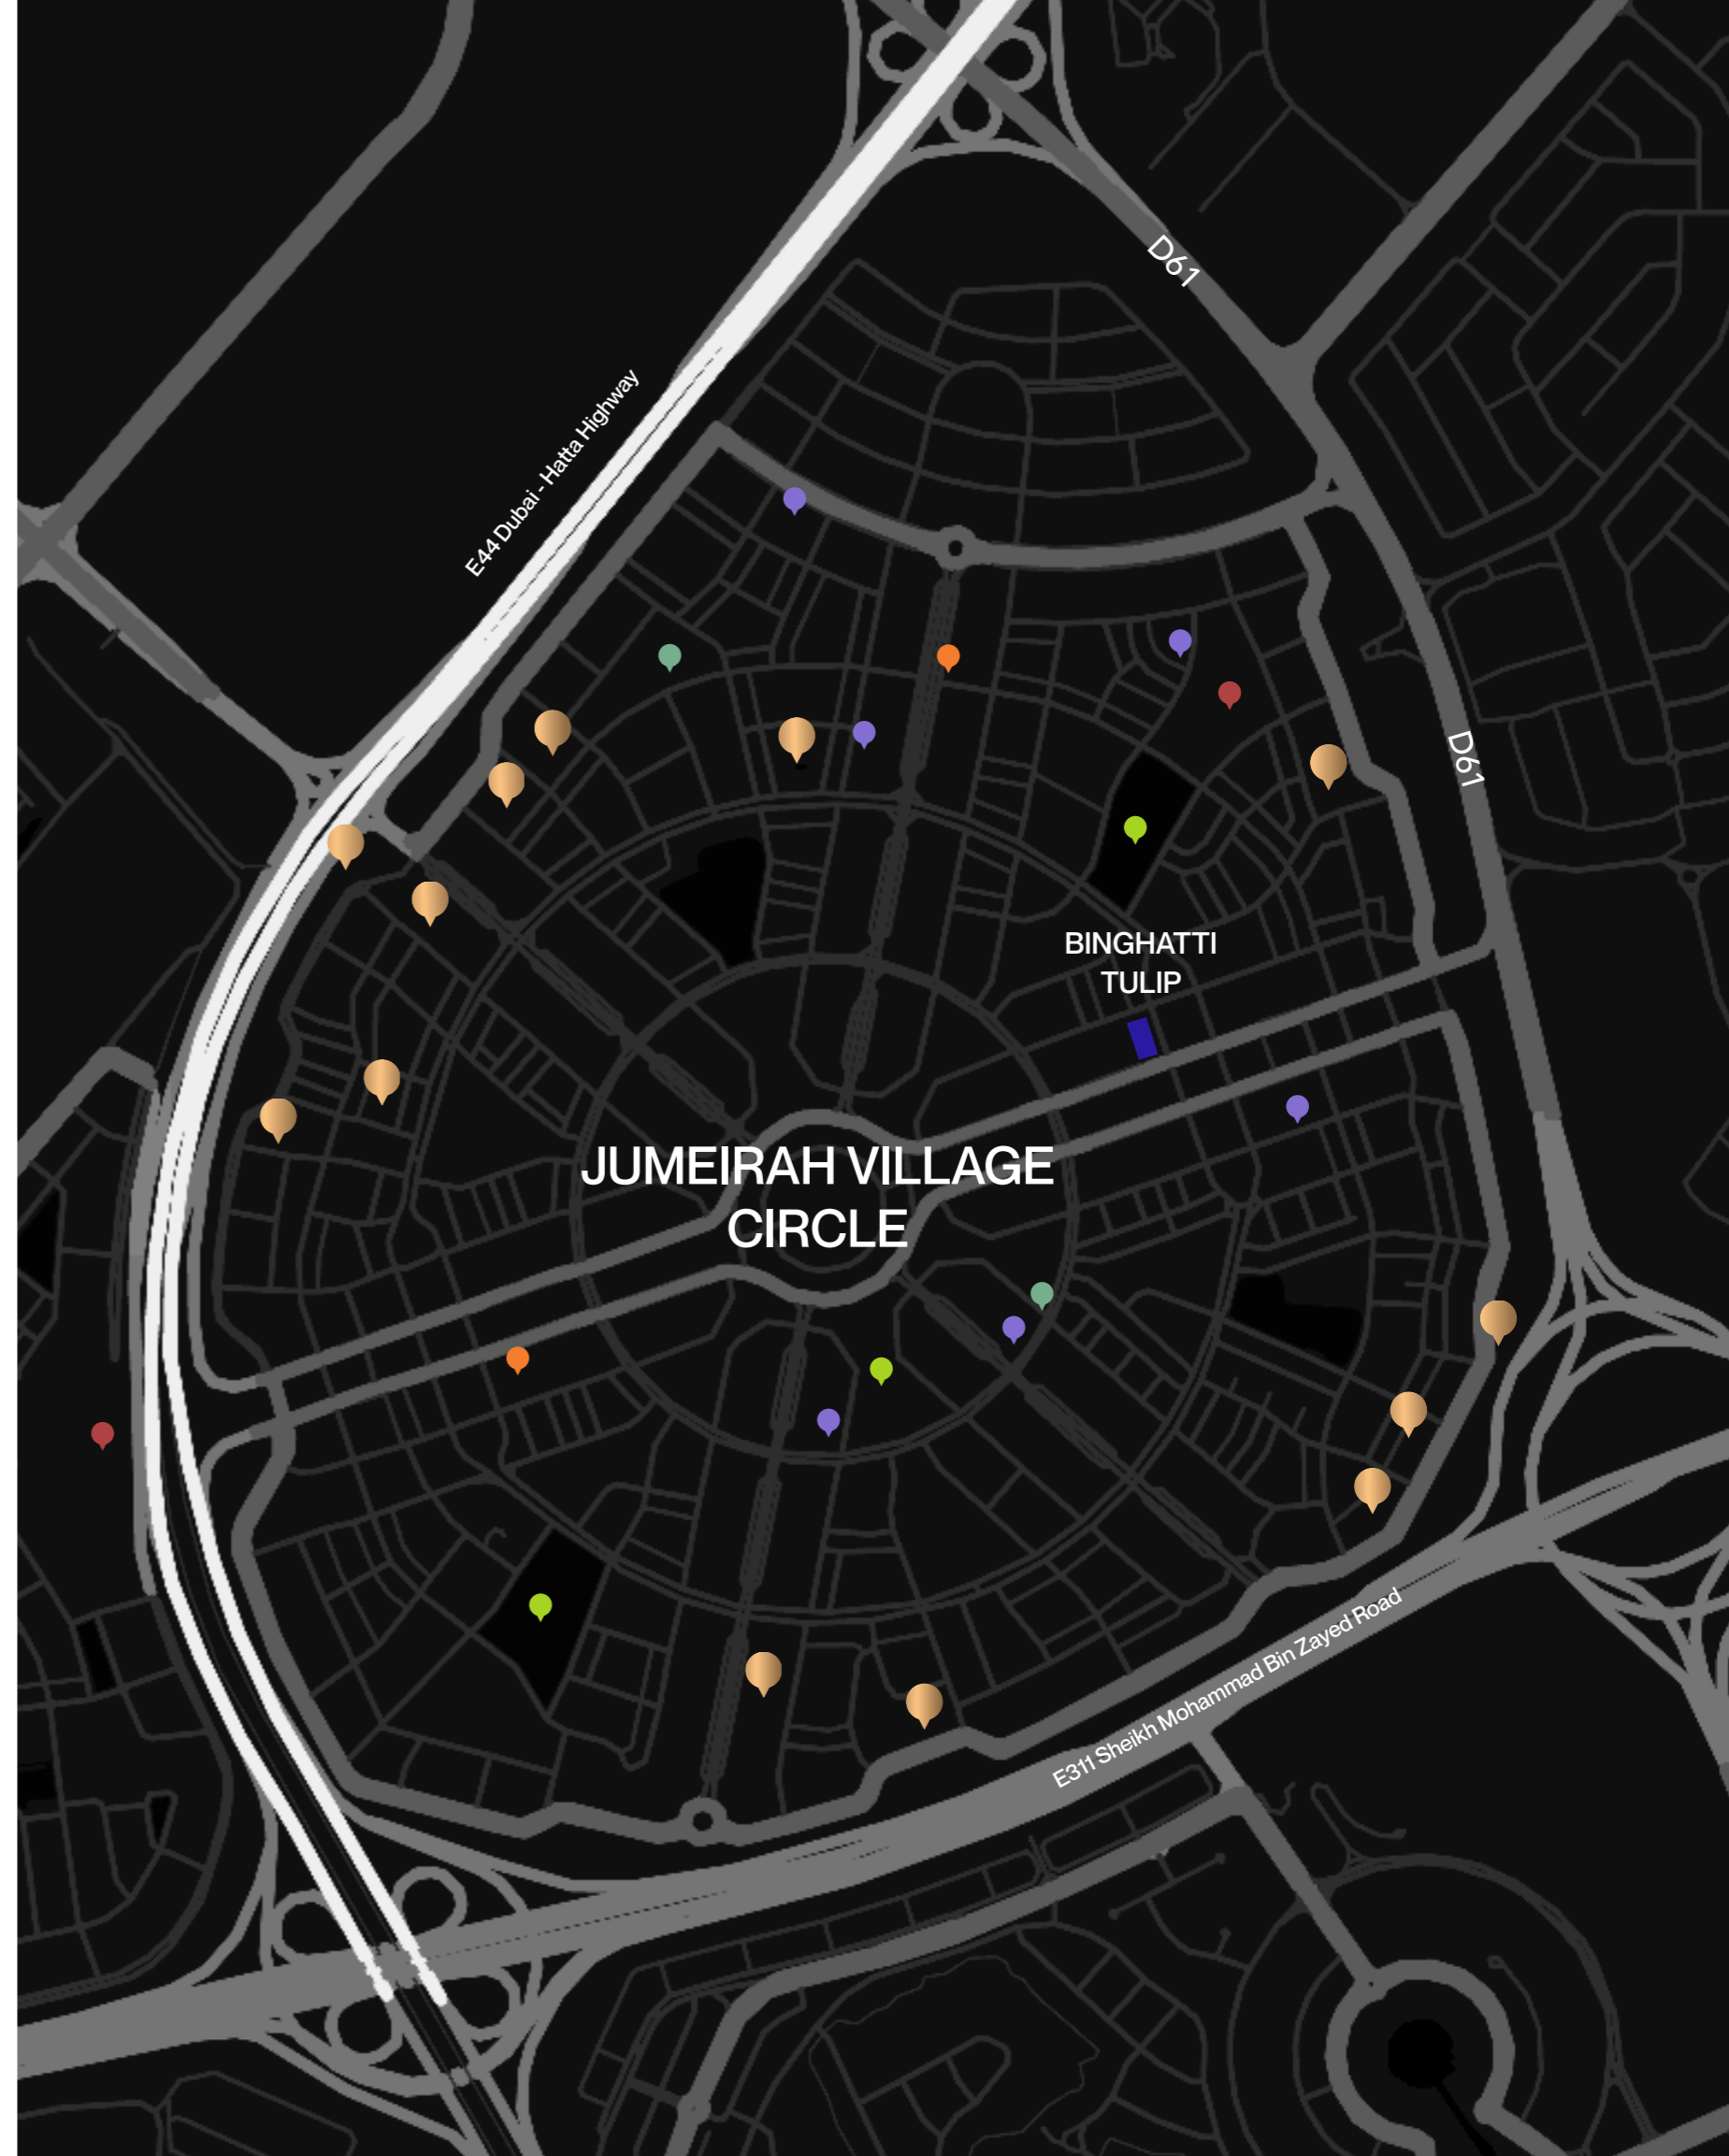 D61
E44 Dubai - Hatta Highway
D61
BINGHATTI
TULIP
JUMEIRAH VILLAGE
CIRCLE
E311 Sheikh Mohammad Bin Zayed Road